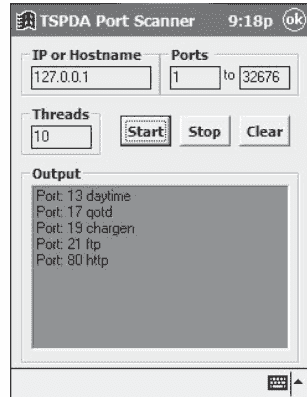 TSPDA Port Scanner 9:18p ok
IP or Hostname Ports
127.0.0.1 1 to 32676
Threads
10 Start Stop Clear
Output
Port: 13 daytime
Port: 17 qotd
Port: 19 chargen
Port: 21 ftp
Port: 80 http